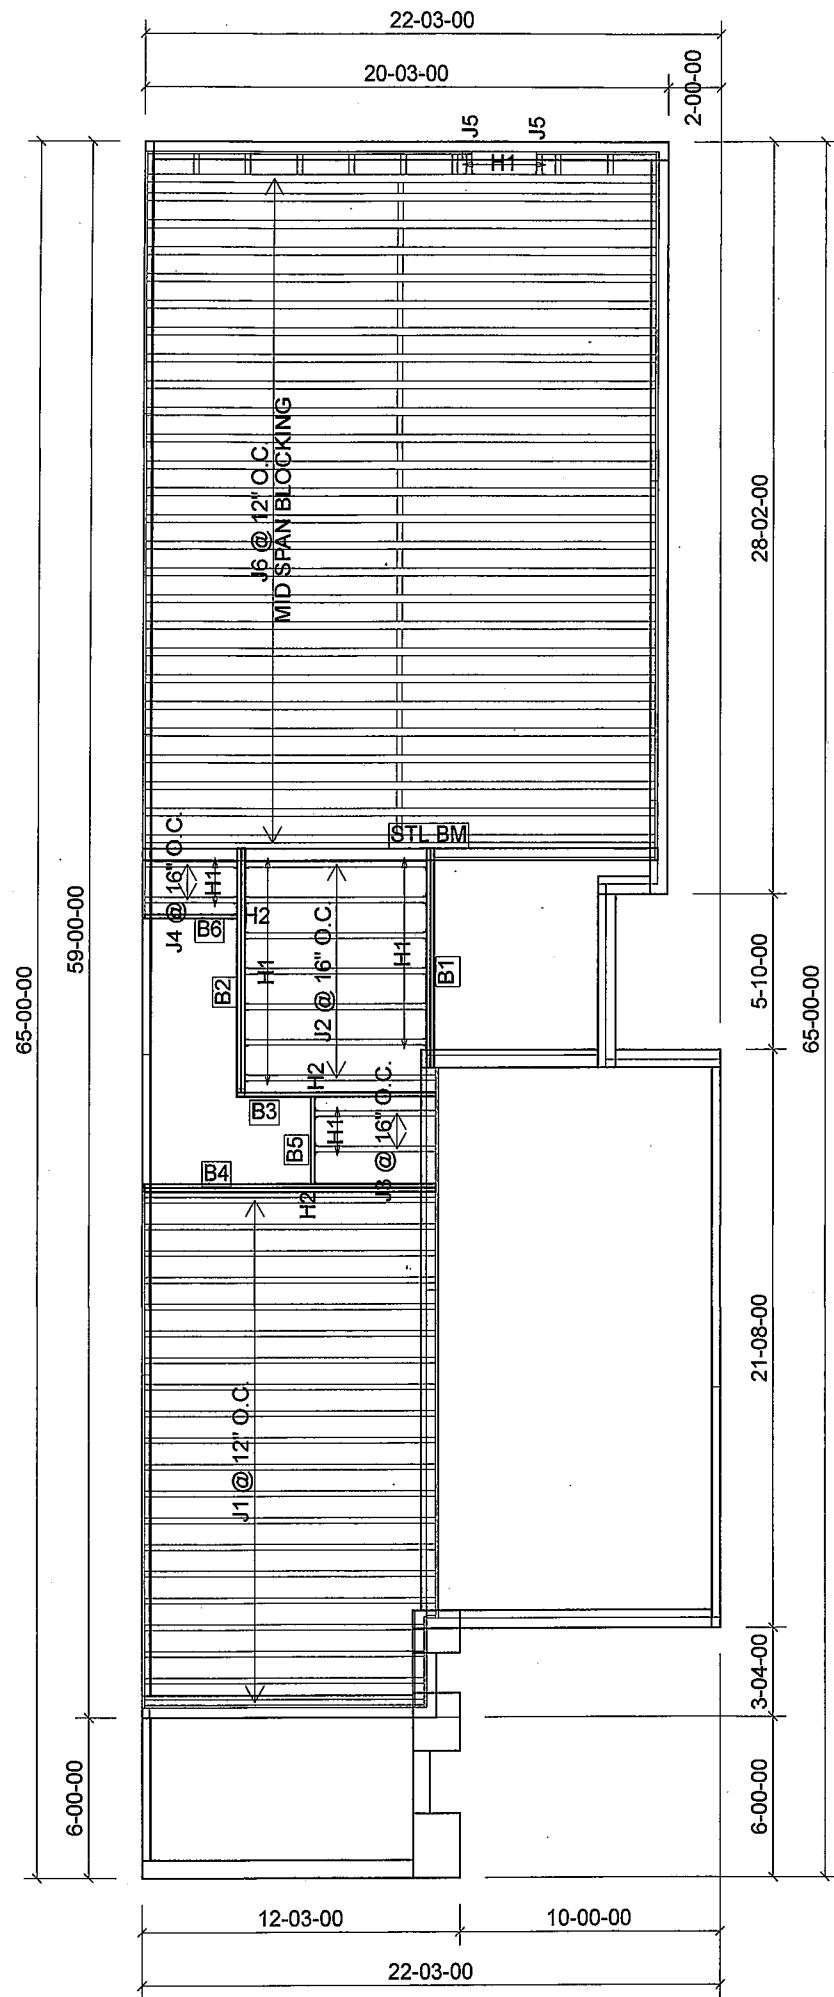 22-03-00
20-03-00
2-00-00
J5
J5
H1
J6 @ 12" O.C.
MID SPAN BLOCKING
28-02-00
STL BM
J4 @ 16" O.C.
H1
B6
H2
B2
H1
J2 @ 16" O.C.
H1
B1
5-10-00
59-00-00
65-00-00
65-00-00
H2
B3
B5
H1
J3 @ 16" O.C.
B4
H2
J1 @ 12" O.C.
21-08-00
3-04-00
6-00-00
6-00-00
12-03-00
10-00-00
22-03-00